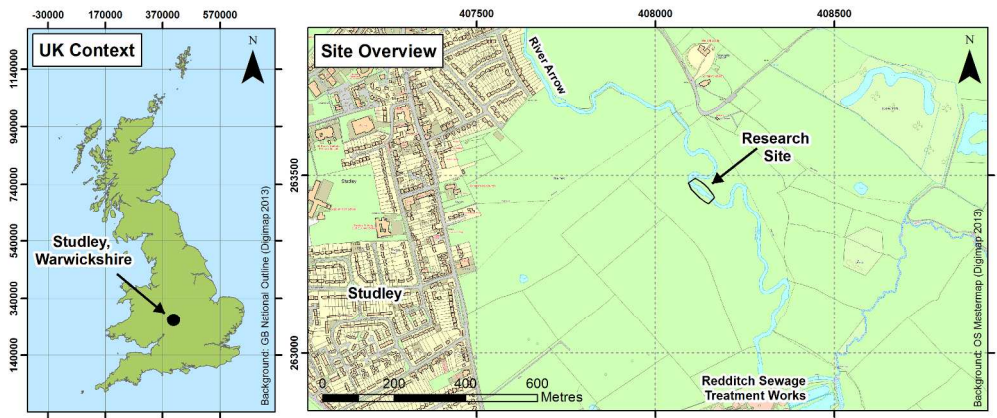 -30000
170000
370000
570000
UK Context
N
1140000
940000
740000
540000
340000
140000
Studley,
Warwickshire
Background: GB National Outline (Digimap 2013)
407500
408000
408500
Site Overview
River Arrow
N
Research
Site
Studley
Studley
0
200
400
600
Metres
Redditch Sewage
Treatment Works
263000
Background: OS Mastermap (Digimap 2013)